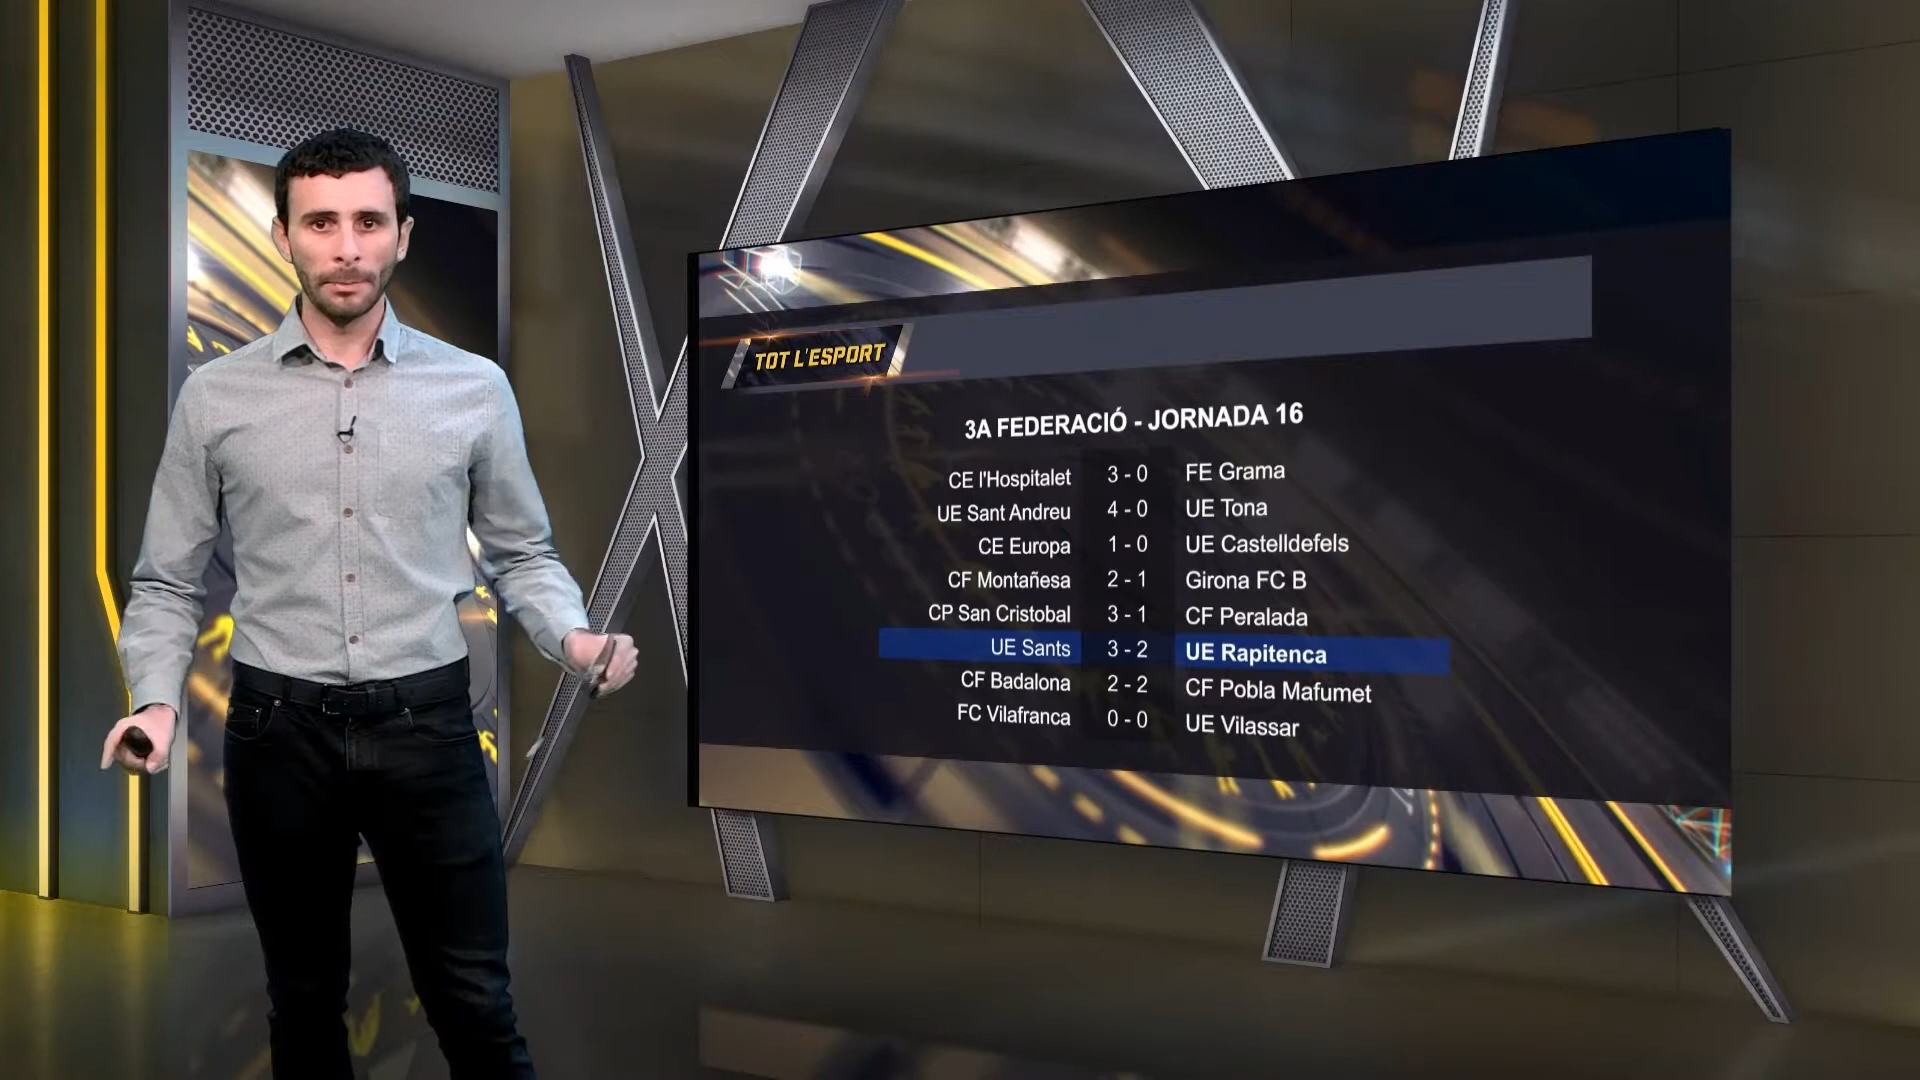 TOT L'ESPORT
3A FEDERACIÓ - JORNADA 16
CE l'Hospitalet 3 - 0 FE Grama
UE Sant Andreu 4 - 0 UE Tona
CE Europa 1 - 0 UE Castelldefels
CF Montañesa 2 - 1 Girona FC B
CP San Cristobal 3 - 1 CF Peralada
UE Sants 3 - 2 UE Rapitenca
CF Badalona 2 - 2 CF Pobla Mafumet
FC Vilafranca 0 - 0 UE Vilassar